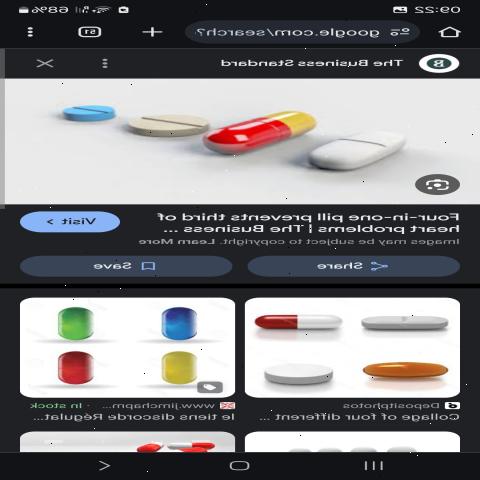 09:22
68%
google.com/search?
51
The Business Standard
B
Four-in-one pill prevents third of
heart problems | The Business ...
Visit >
Images may be subject to copyright. Learn More
Share
Save
Depositphotos
Collage of four different ...
www.jimchapm... · In stock
le tiens discorde Régulat...